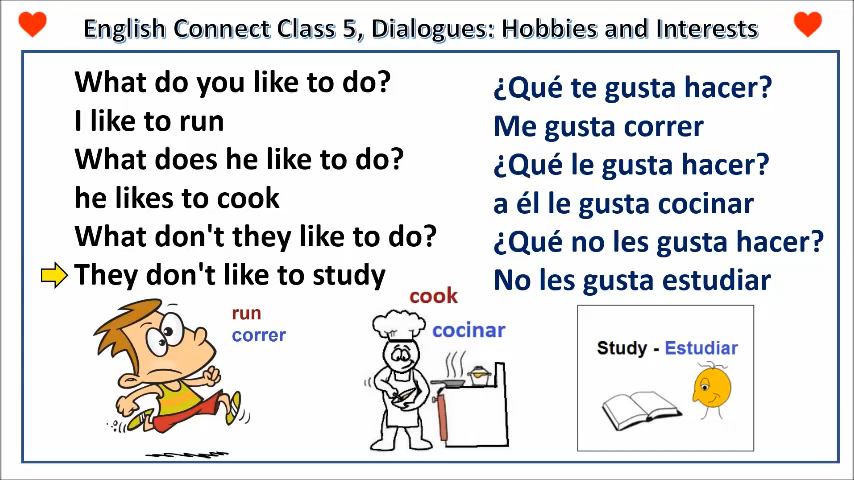 English Connect Class 5, Dialogues: Hobbies and Interests
What do you like to do?
I like to run
What does he like to do?
he likes to cook
What don't they like to do?
They don't like to study
¿Qué te gusta hacer?
Me gusta correr
¿Qué le gusta hacer?
a él le gusta cocinar
¿Qué no les gusta hacer?
No les gusta estudiar
run
correr
cook
cocinar
Study - Estudiar